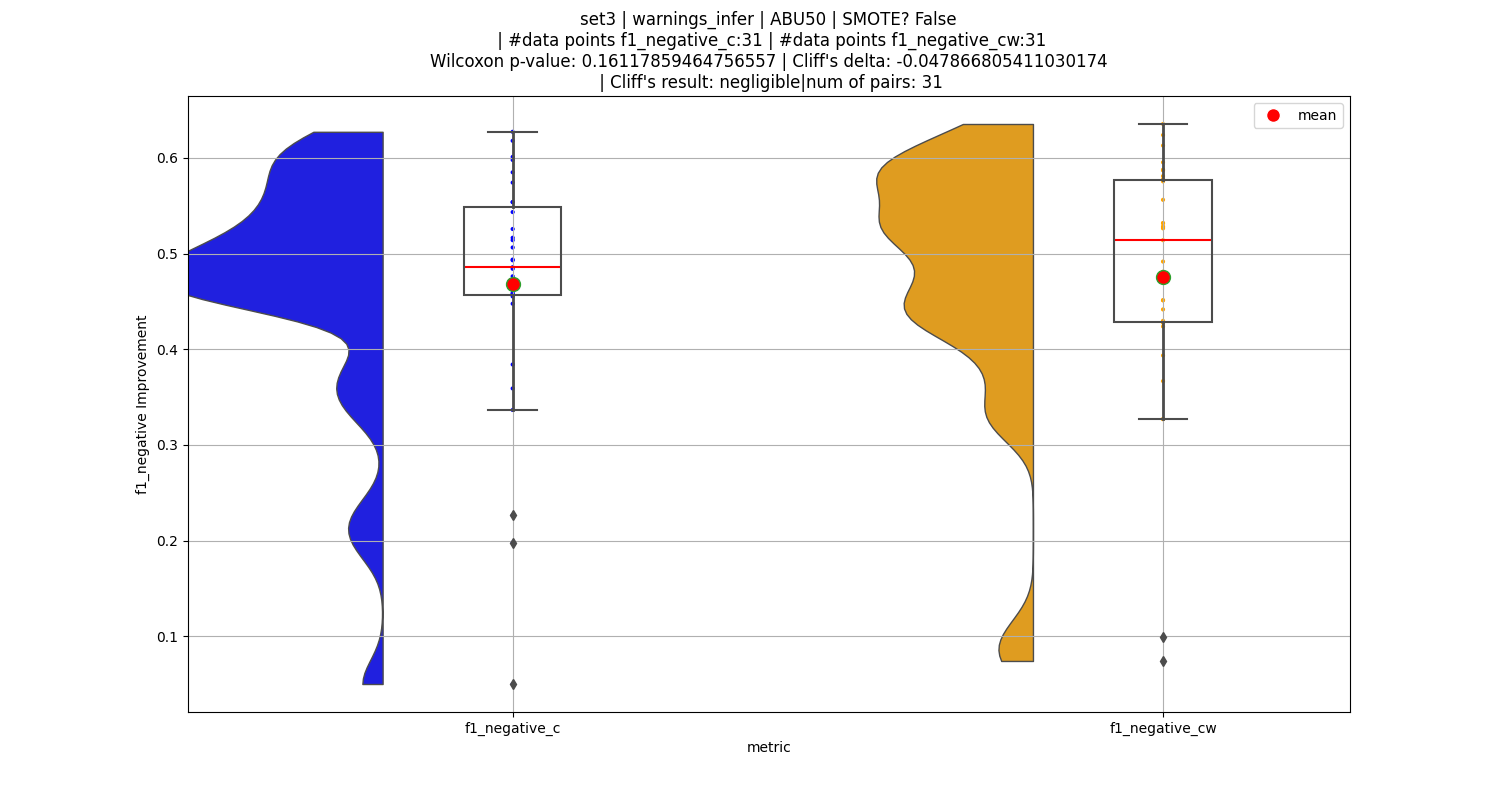 set3 | warnings_infer | ABU50 | SMOTE? False
| #data points f1_negative_c:31 | #data points f1_negative_cw:31
Wilcoxon p-value: 0.16117859464756557 | Cliff's delta: -0.047866805411030174
| Cliff's result: negligible|num of pairs: 31
mean
0.6
0.5
0.4
0.3
0.2
0.1
f1_negative Improvement
f1_negative_c
f1_negative_cw
metric